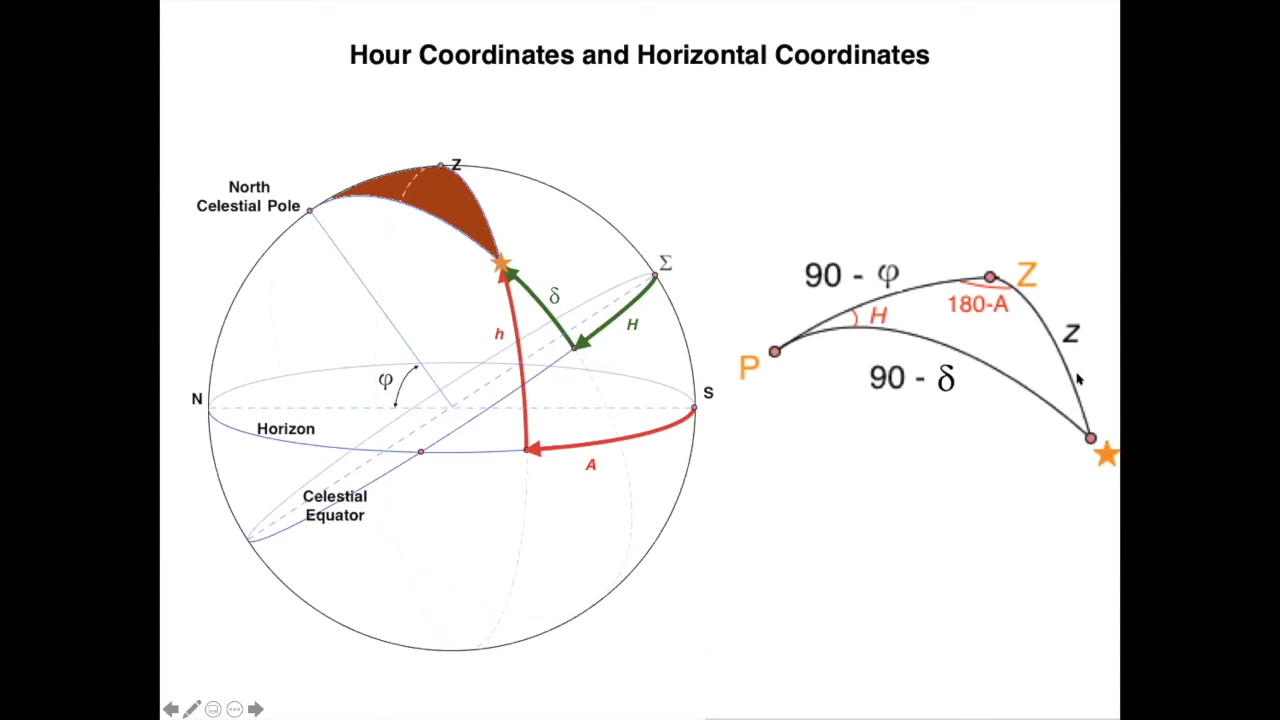 Hour Coordinates and Horizontal Coordinates
Z
North
Celestial Pole
Σ
δ
H
h
φ
N
S
Horizon
A
Celestial
Equator
90 - φ
Z
180-A
H
z
P
90 - δ